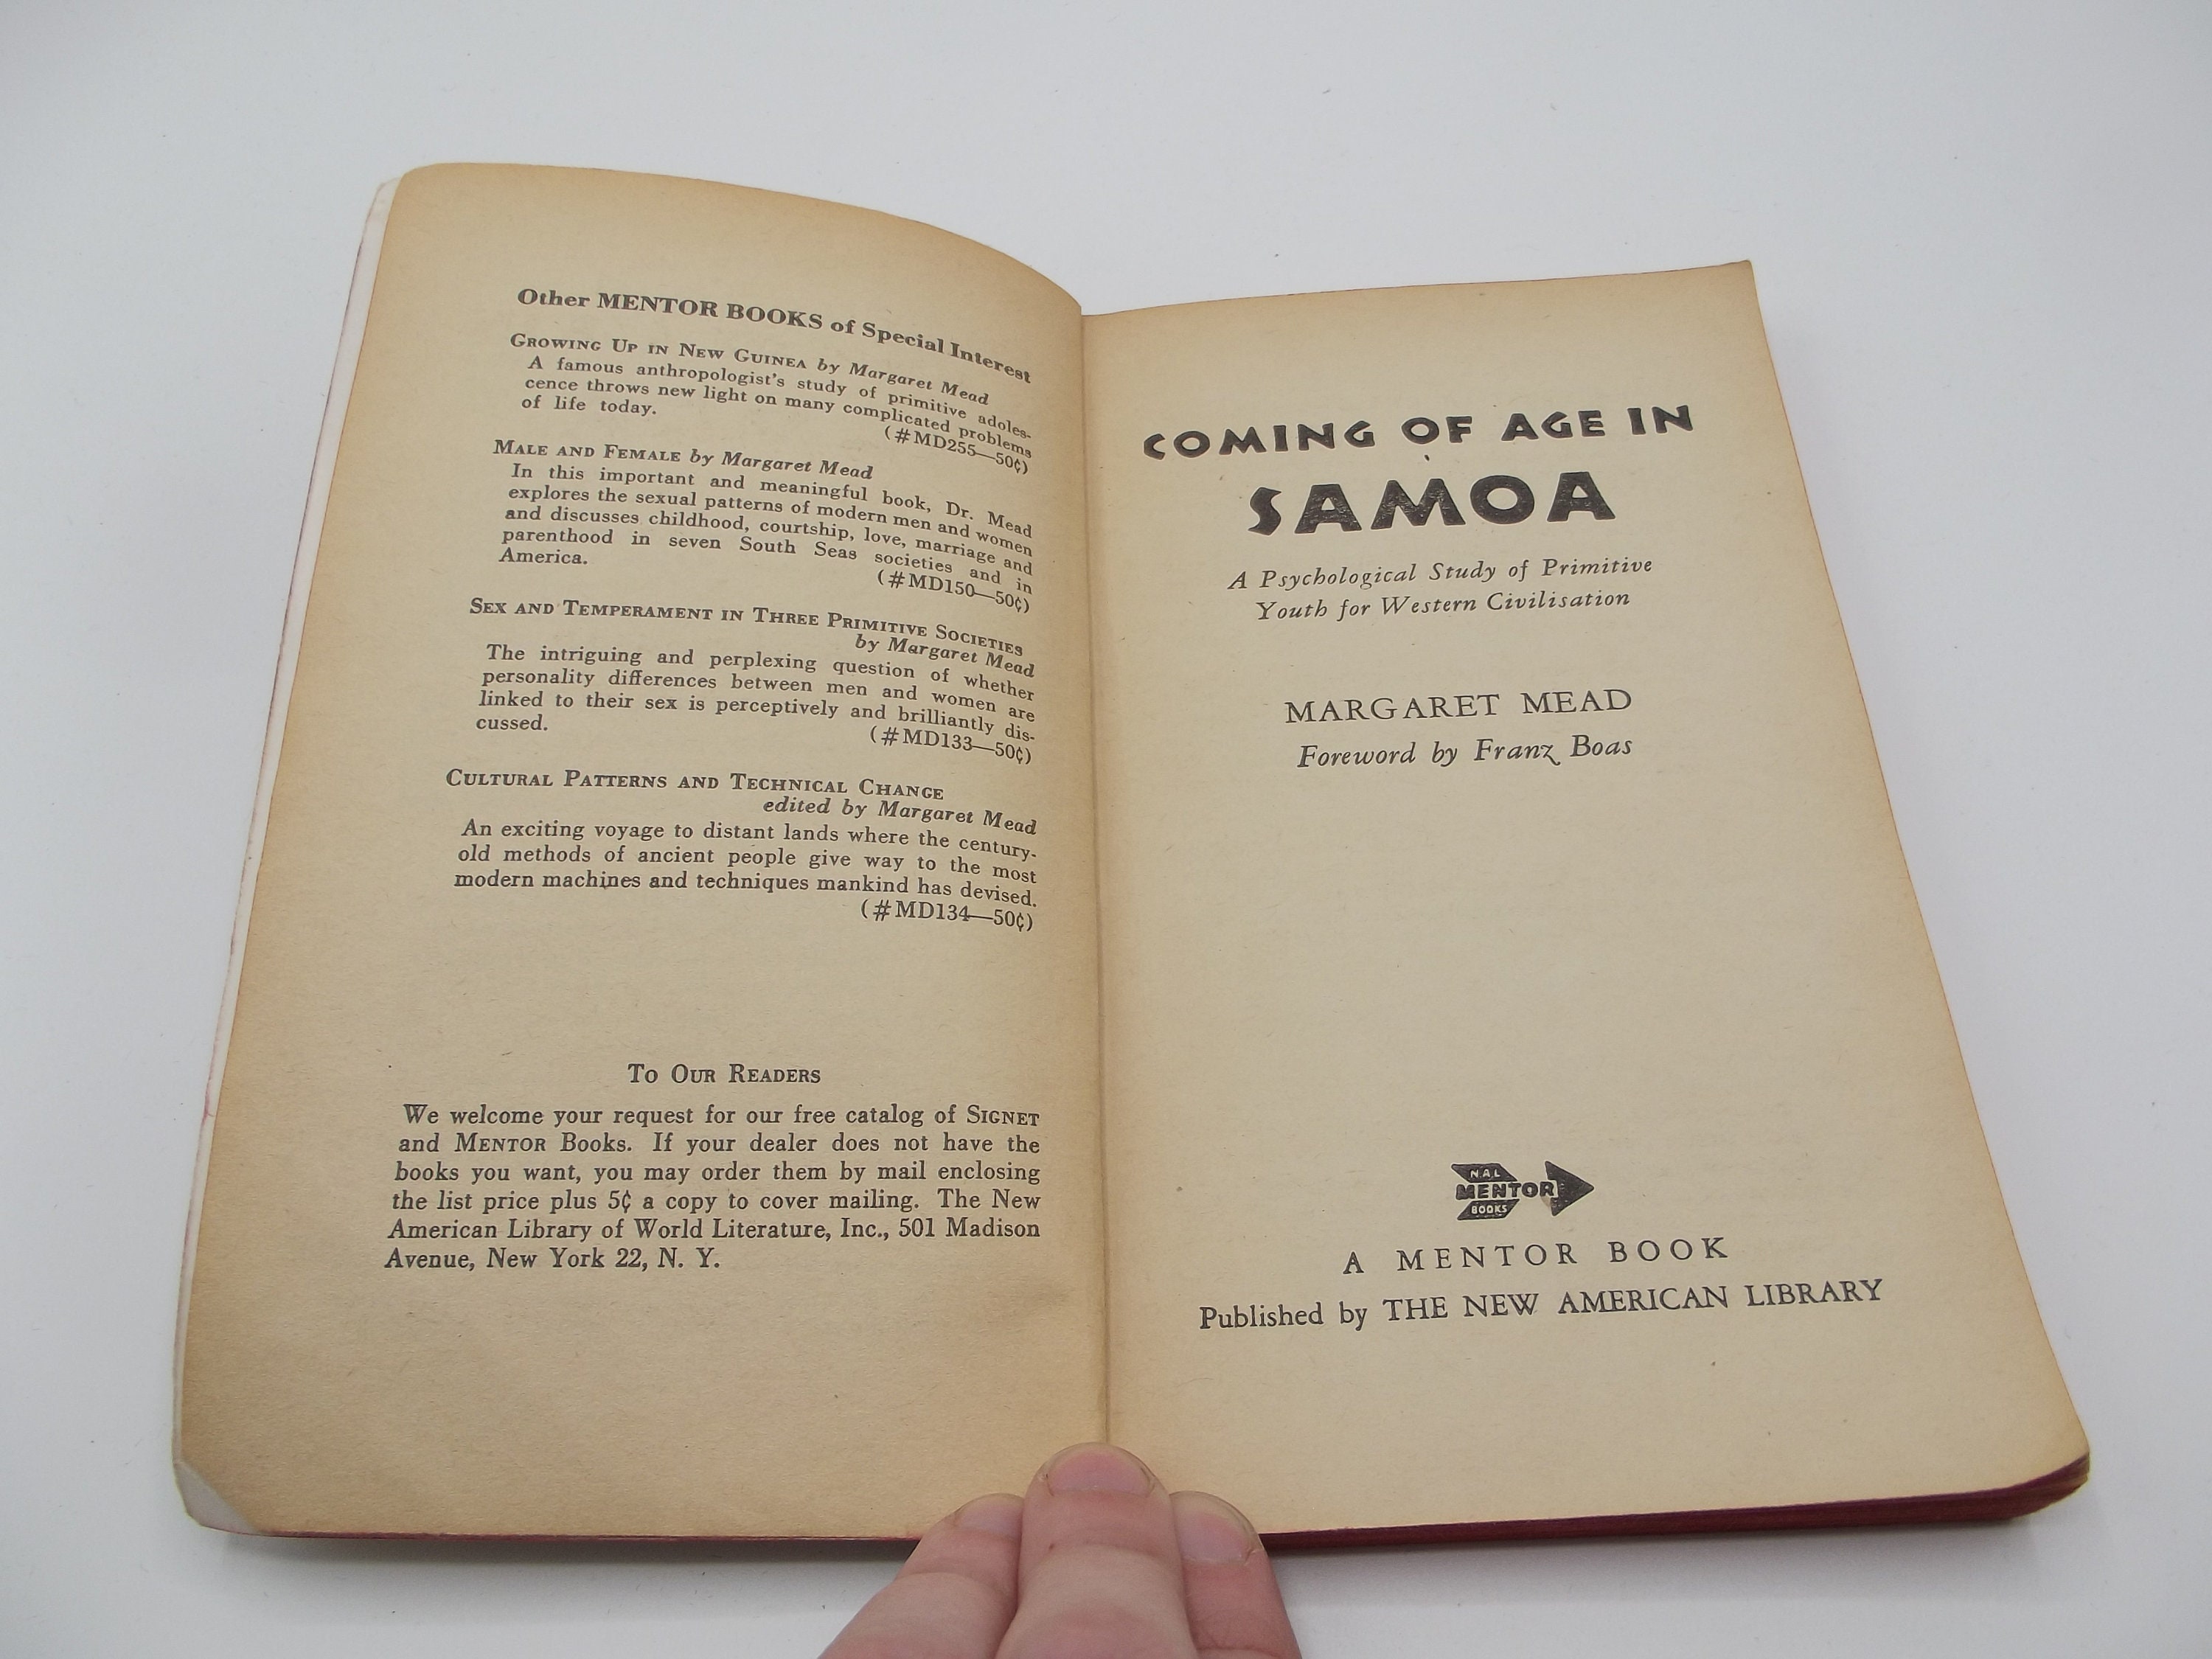 Other MENTOR BOOKS of Special Interest
GROWING UP IN NEW GUINEA by Margaret Mead
A famous anthropologist's study of primitive adoles-
cence throws new light on many complicated problems
of life today.
(#MD255—50¢)
MALE AND FEMALE by Margaret Mead
In this important and meaningful book, Dr. Mead
explores the sexual patterns of modern men and women
and discusses childhood, courtship, love, marriage and
parenthood in seven South Seas societies and in
America.
(#MD150—50¢)
SEX AND TEMPERAMENT IN THREE PRIMITIVE SOCIETIES
by Margaret Mead
The intriguing and perplexing question of whether
personality differences between men and women are
linked to their sex is perceptively and brilliantly dis-
cussed.
(#MD133—50¢)
CULTURAL PATTERNS AND TECHNICAL CHANGE
edited by Margaret Mead
An exciting voyage to distant lands where the century-
old methods of ancient people give way to the most
modern machines and techniques mankind has devised.
(#MD134—50¢)
TO OUR READERS
We welcome your request for our free catalog of SIGNET
and MENTOR Books. If your dealer does not have the
books you want, you may order them by mail enclosing
the list price plus 5¢ a copy to cover mailing. The New
American Library of World Literature, Inc., 501 Madison
Avenue, New York 22, N. Y.
COMING OF AGE IN
SAMOA
A Psychological Study of Primitive
Youth for Western Civilisation
MARGARET MEAD
Foreword by Franz Boas
N.A.L
MENTOR
BOOKS
A MENTOR BOOK
Published by THE NEW AMERICAN LIBRARY